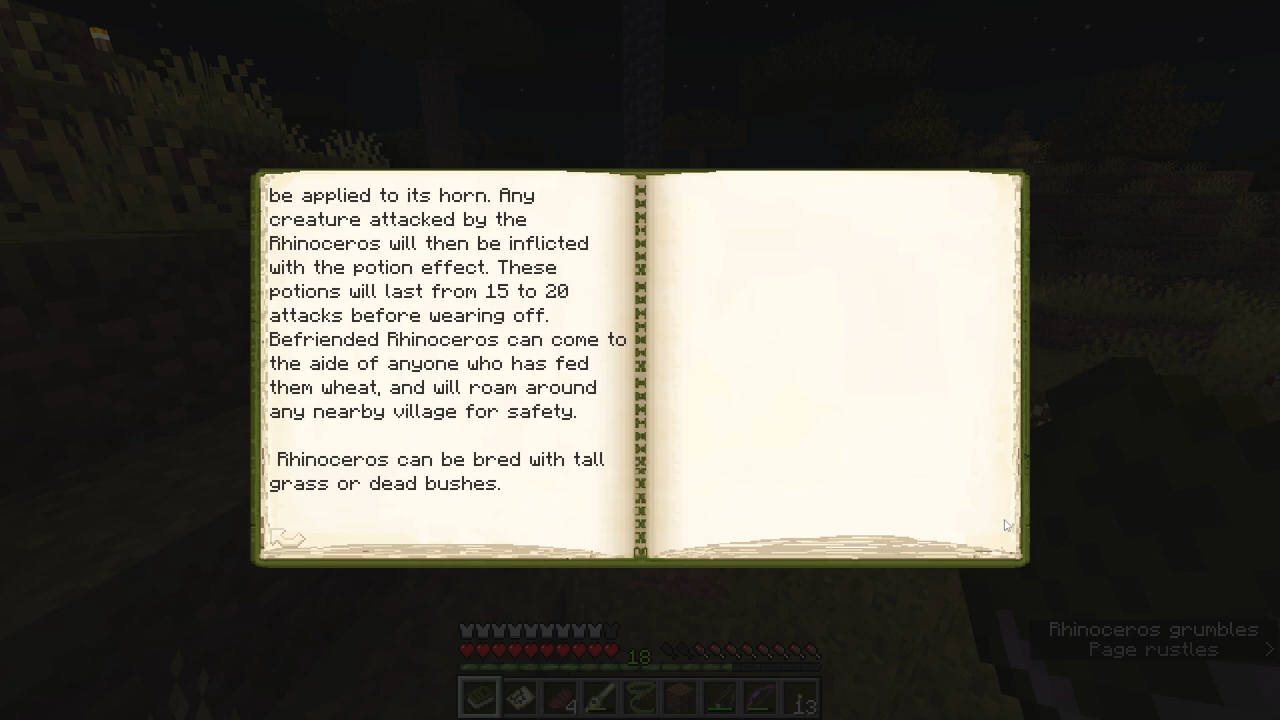 be applied to its horn. Any
creature attacked by the
Rhinoceros will then be inflicted
with the potion effect. These
potions will last from 15 to 20
attacks before wearing off.
Befriended Rhinoceros can come to
the aide of anyone who has fed
them wheat, and will roam around
any nearby village for safety.
Rhinoceros can be bred with tall
grass or dead bushes.
Rhinoceros grumbles
Page rustles >
18
4
13